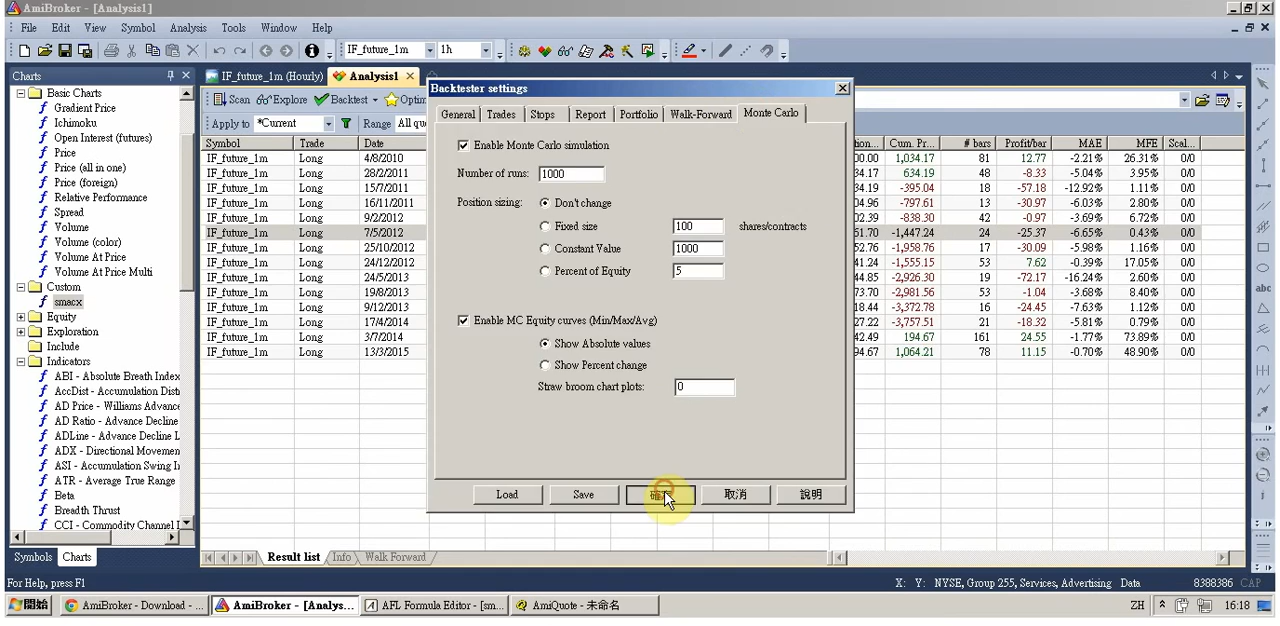 AmiBroker - [Analysis1]
File Edit View Symbol Analysis Tools Window Help
IF_future_1m 1h
Charts
IF_future_1m (Hourly) Analysis1
Scan Explore Backtest
Apply to *Current Range
Basic Charts
Gradient Price
Ichimoku
Open Interest (futures)
Price
Price (all in one)
Price (foreign)
Relative Performance
Spread
Volume
Volume (color)
Volume At Price
Volume At Price Multi
Custom
smacx
Equity
Exploration
Include
Indicators
ABI - Absolute Breath Index
AccDist - Accumulation Distr
AD Price - Williams Advance
AD Ratio - Advance Decline
ADLine - Advance Decline L
ADX - Directional Movemen
ASI - Accumulation Swing In
ATR - Average True Range
Beta
Breadth Thrust
CCI - Commodity Channel I
Symbols Charts
Symbol Trade Date
IF_future_1m Long 4/8/2010
IF_future_1m Long 28/2/2011
IF_future_1m Long 15/7/2011
IF_future_1m Long 16/11/2011
IF_future_1m Long 9/2/2012
IF_future_1m Long 7/5/2012
IF_future_1m Long 25/10/2012
IF_future_1m Long 24/12/2012
IF_future_1m Long 24/5/2013
IF_future_1m Long 19/8/2013
IF_future_1m Long 9/12/2013
IF_future_1m Long 17/4/2014
IF_future_1m Long 3/7/2014
IF_future_1m Long 13/3/2015
Backtester settings
General Trades Stops Report Portfolio Walk-Forward Monte Carlo
Enable Monte Carlo simulation
Number of runs: 1000
Position sizing: Don't change
Fixed size 100 shares/contracts
Constant Value 1000
Percent of Equity 5
Enable MC Equity curves (Min/Max/Avg)
Show Absolute values
Show Percent change
Straw broom chart plots: 0
Load Save 取消 說明
Cum. Pr... # bars Profit/bar MAE MFE Scal...
1,034.17 81 12.77 -2.21% 26.31% 0/0
634.19 48 -8.33 -5.04% 3.95% 0/0
-395.04 18 -57.18 -12.92% 1.11% 0/0
-797.61 13 -30.97 -6.03% 2.81% 0/0
-838.30 42 -0.97 -3.69% 6.72% 0/0
-1,447.24 24 -25.37 -6.65% 0.43% 0/0
-1,958.76 17 -30.09 -5.98% 1.16% 0/0
-1,555.15 53 7.62 -0.39% 17.05% 0/0
-2,926.30 19 -72.17 -16.24% 2.60% 0/0
-2,981.56 53 -1.04 -3.68% 8.40% 0/0
-3,372.78 16 -24.45 -7.63% 1.12% 0/0
-3,757.51 21 -18.32 -5.81% 0.79% 0/0
194.67 161 24.55 -1.77% 73.89% 0/0
1,064.21 78 11.15 -0.70% 48.90% 0/0
Result list Info Walk Forward
For Help, press F1 X: Y: NYSE, Group 255, Services, Advertising Data 8388386 CAP
開始 AmiBroker - Download - ... AmiBroker - [Analys... AFL Formula Editor - [sm... AmiQuote - 未命名 ZH 16:18